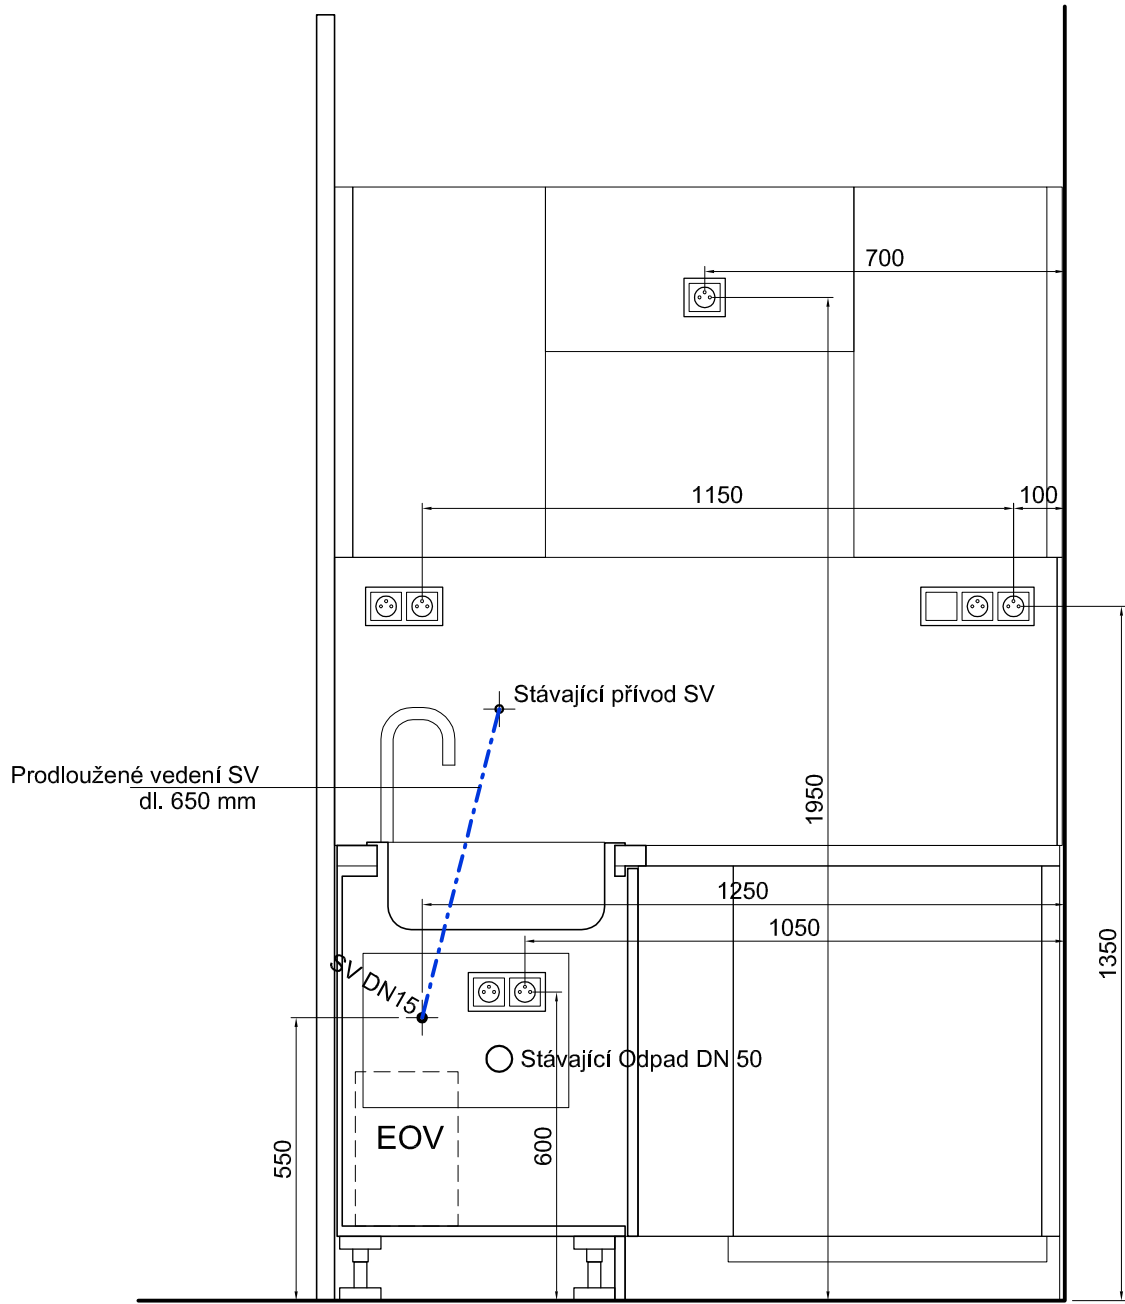 700
1150
100
Stávající přívod SV
Prodloužené vedení SV
dl. 650 mm
1950
1250
1050
1350
SV DN15
Stávající Odpad DN 50
EOV
550
600